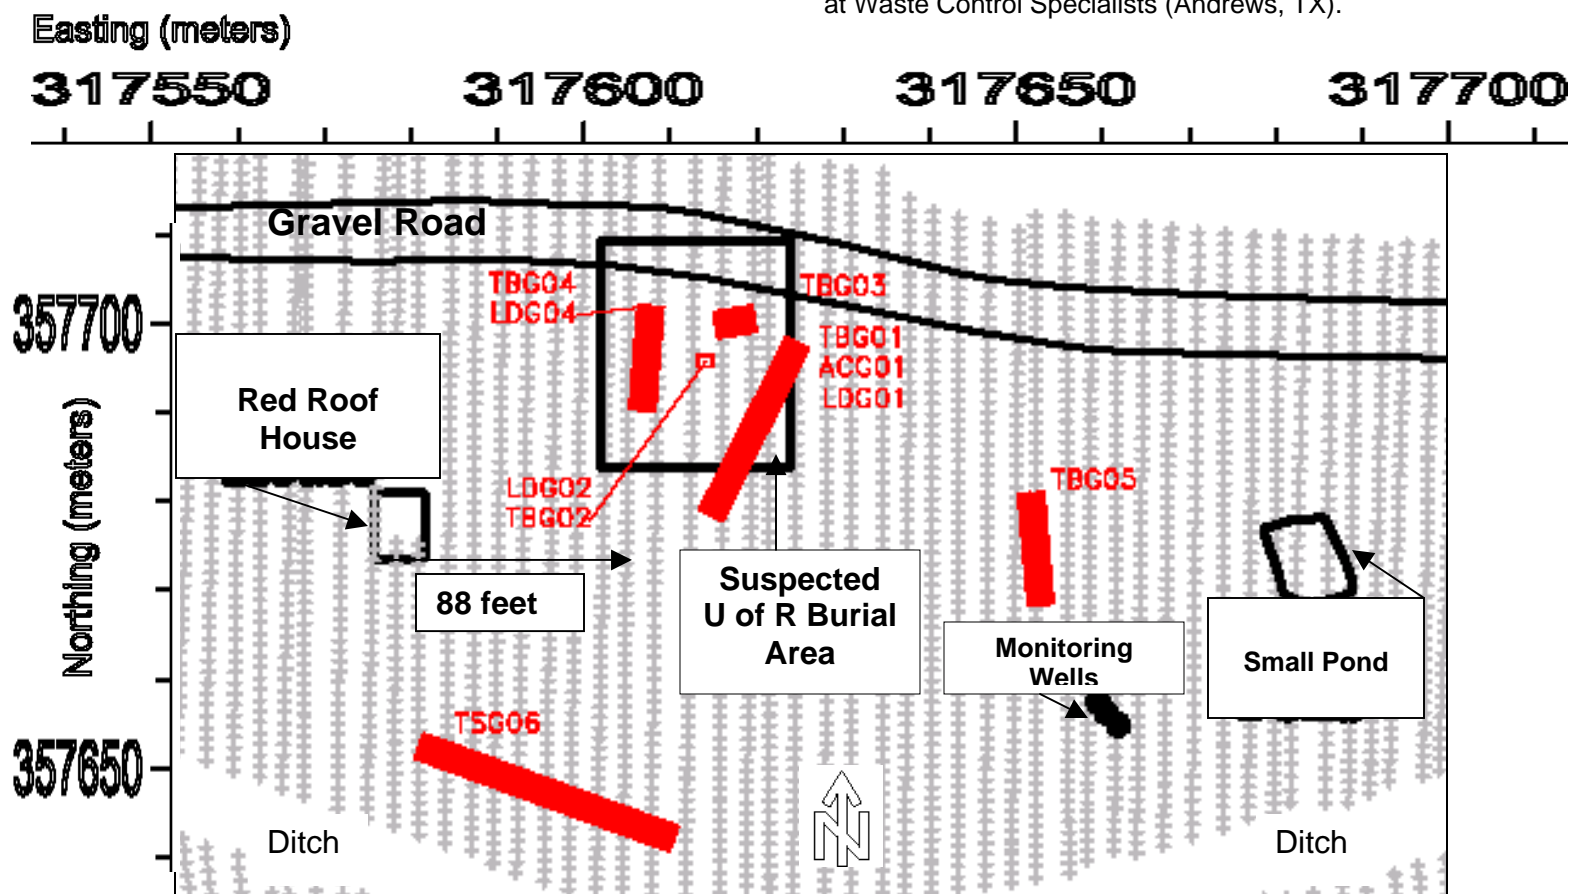 at Waste Control Specialists (Andrews, TX).
Easting (meters)
317550 317600 317650 317700
Gravel Road
TBG04
LDG04
TBG03
357700
TBG01
ACG01
LDG01
Red Roof
House
Northing (meters)
LDG02
TBG02
TBG05
88 feet
Suspected
U of R Burial
Area
Monitoring
Wells
Small Pond
TSG06
357650
Ditch
N
Ditch